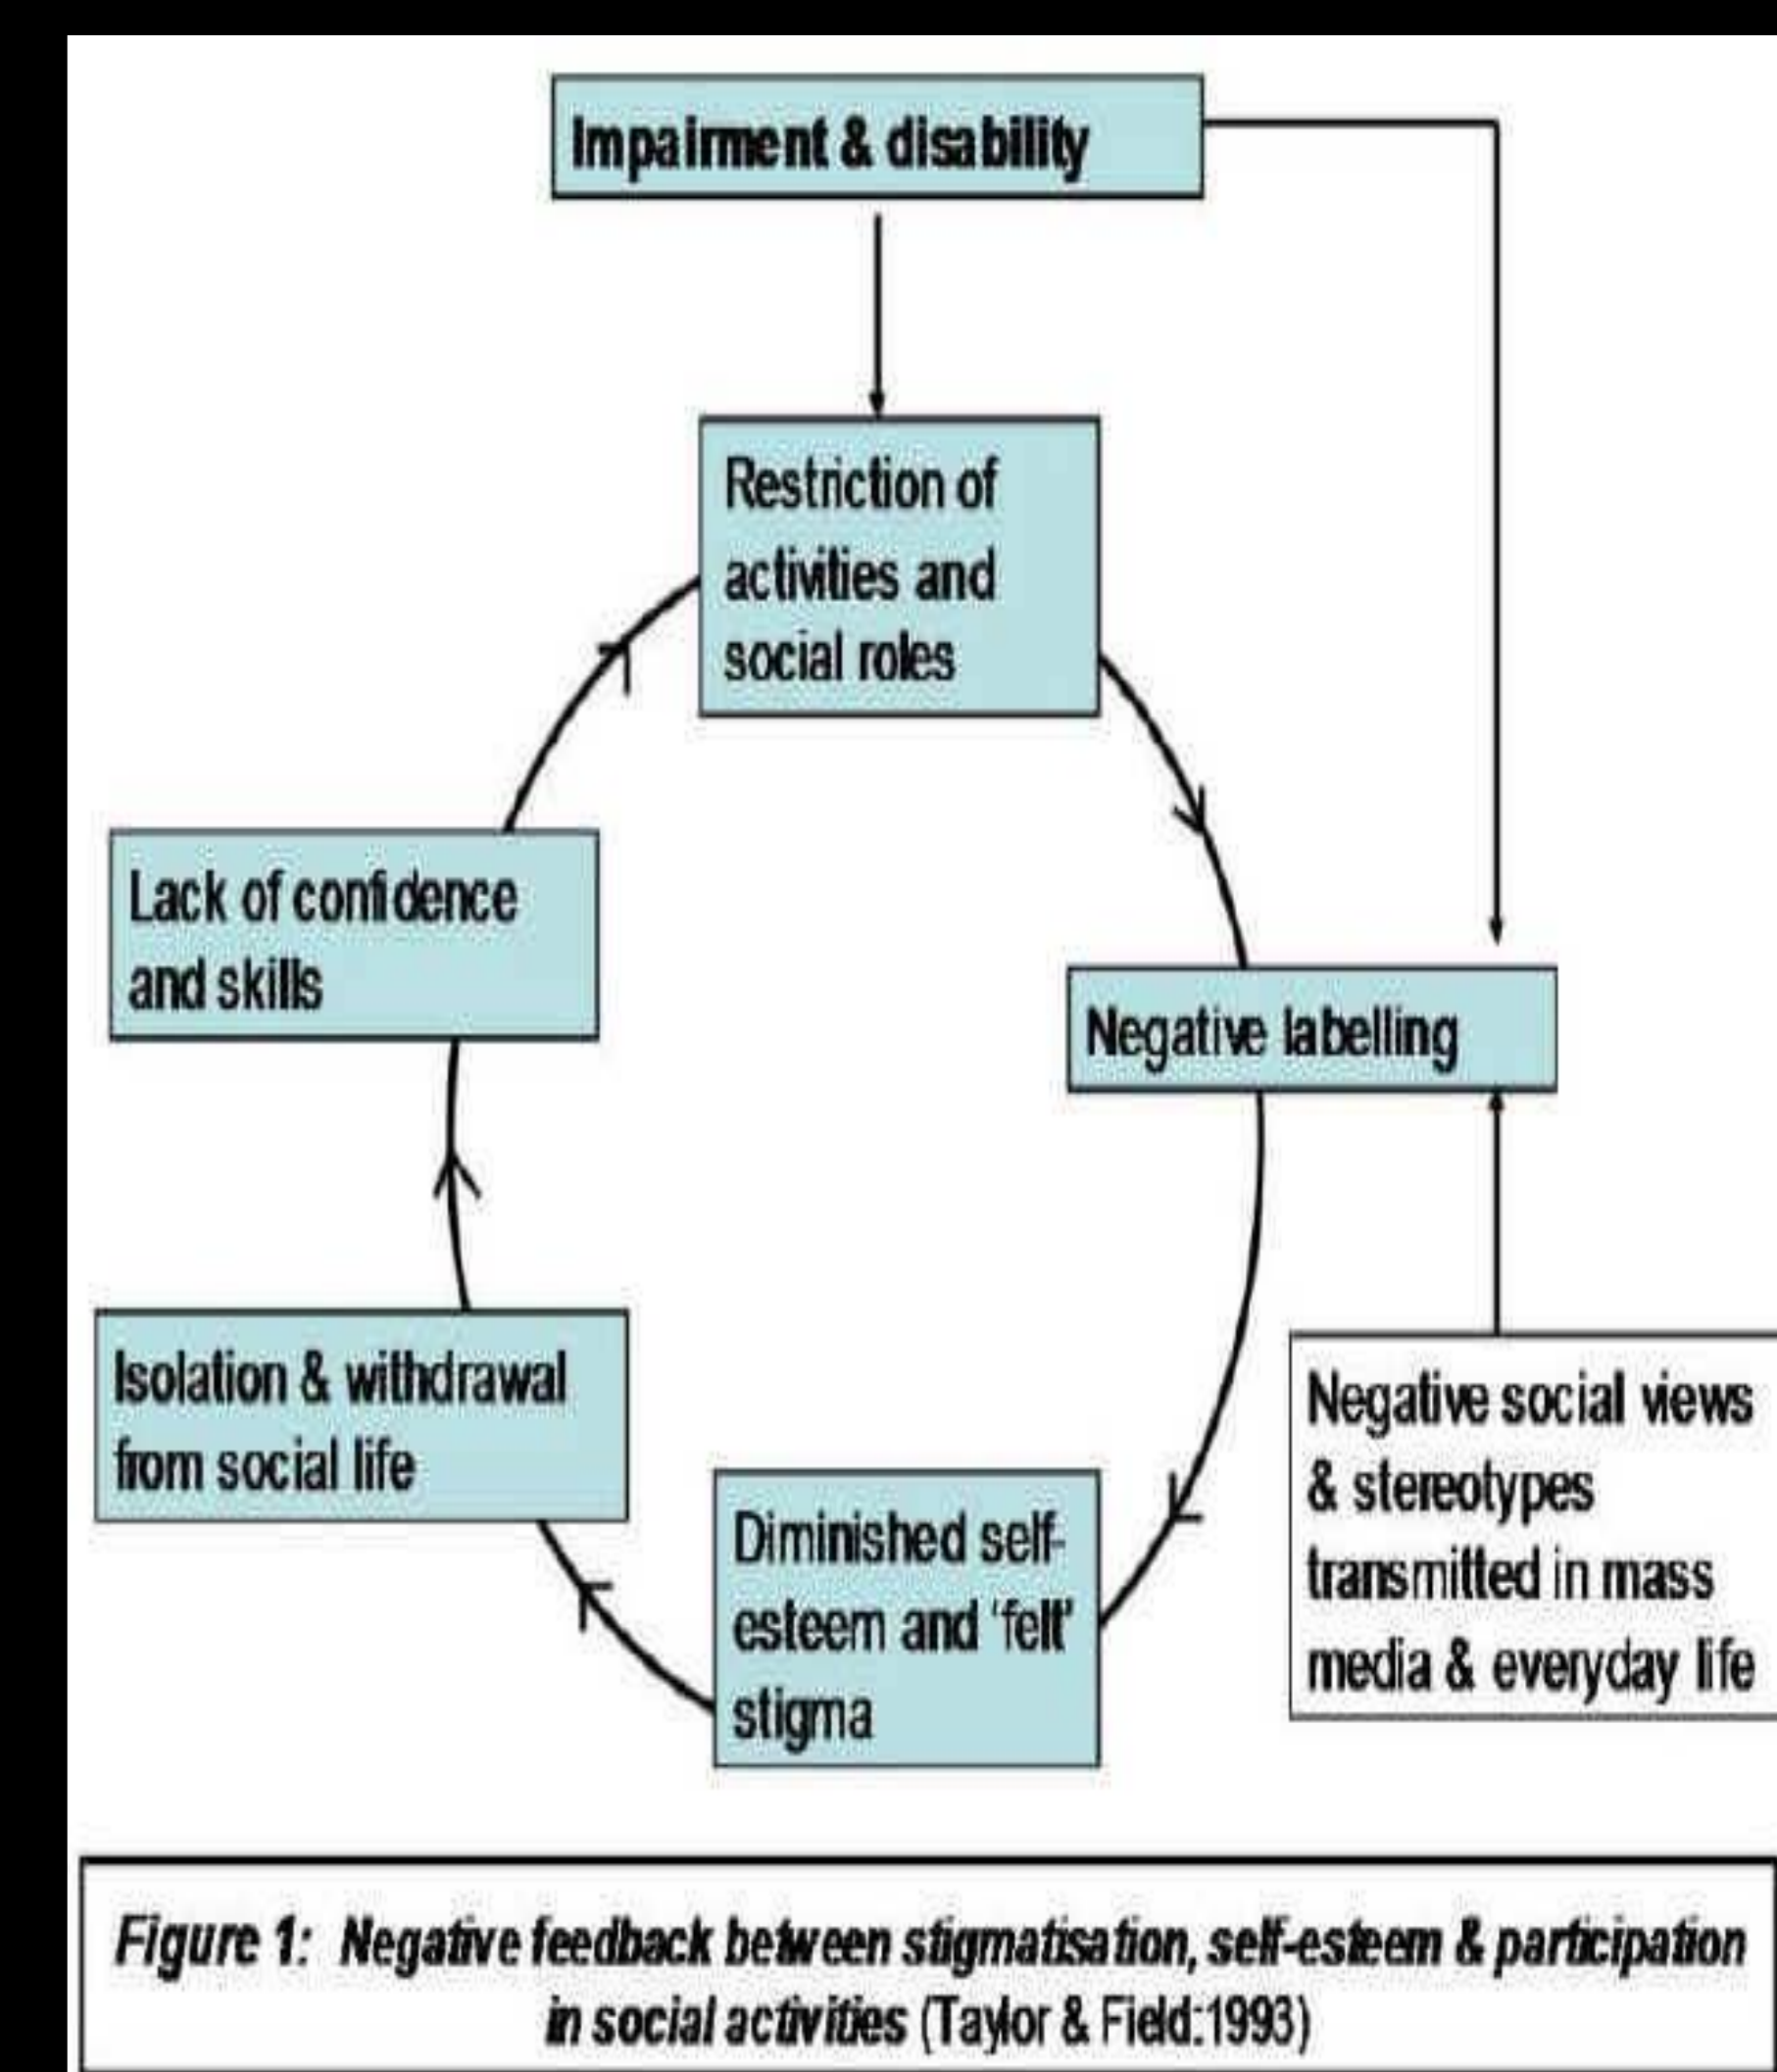 Impairment & disability
Restriction of
activities and
social roles
Lack of confidence
and skills
Negative labelling
Isolation & withdrawal
from social life
Negative social views
& stereotypes
transmitted in mass
media & everyday life
Diminished self-
esteem and ‘felt’
stigma
Figure 1: Negative feedback between stigmatisation, self-esteem & participation
in social activities (Taylor & Field:1993)